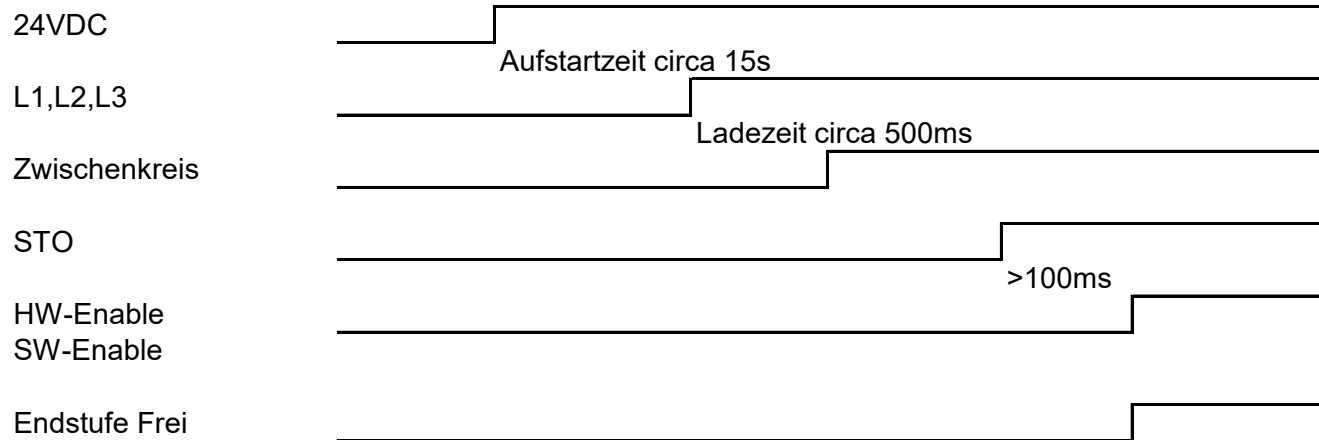 24VDC
Aufstartzeit circa 15s
L1,L2,L3
Ladezeit circa 500ms
Zwischenkreis
STO
>100ms
HW-Enable
SW-Enable
Endstufe Frei